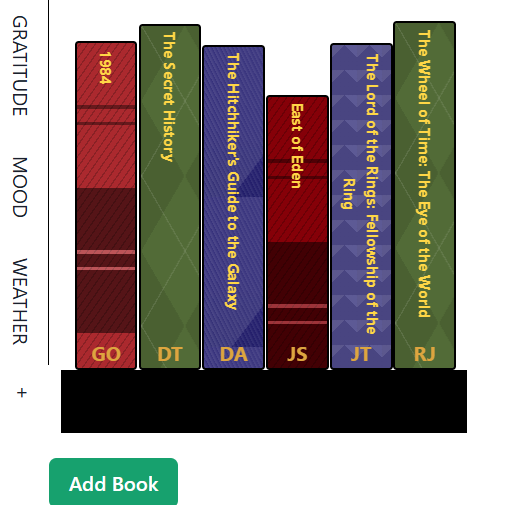 GRATITUDE
MOOD
WEATHER
+
1984
GO
The Secret History
DT
The Hitchhiker's Guide to the Galaxy
DA
East of Eden
JS
The Lord of the Rings: Fellowship of the
Ring
JT
The Wheel of Time: The Eye of the World
RJ
Add Book